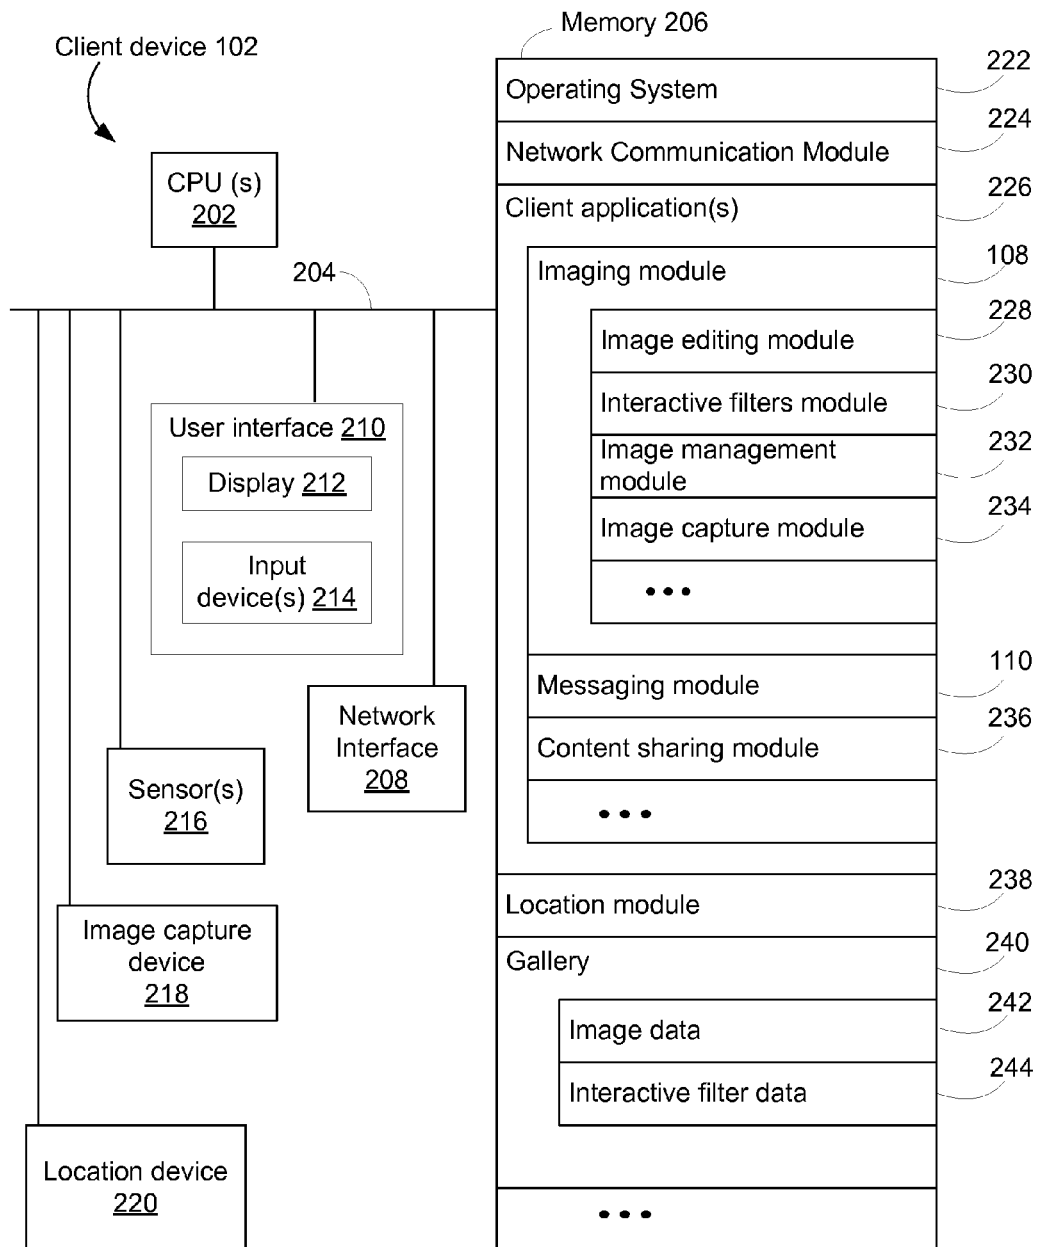 Memory 206
Client device 102
222
Operating System
224
Network Communication Module
CPU (s)
202
226
Client application(s)
108
Imaging module
204
228
Image editing module
230
Interactive filters module
User interface 210
232
Image management
module
Display 212
234
Image capture module
Input
device(s) 214
•••
110
Messaging module
236
Content sharing module
Network
Interface
208
Sensor(s)
216
•••
238
Location module
Image capture
device
218
240
Gallery
242
Image data
244
Interactive filter data
Location device
220
•••